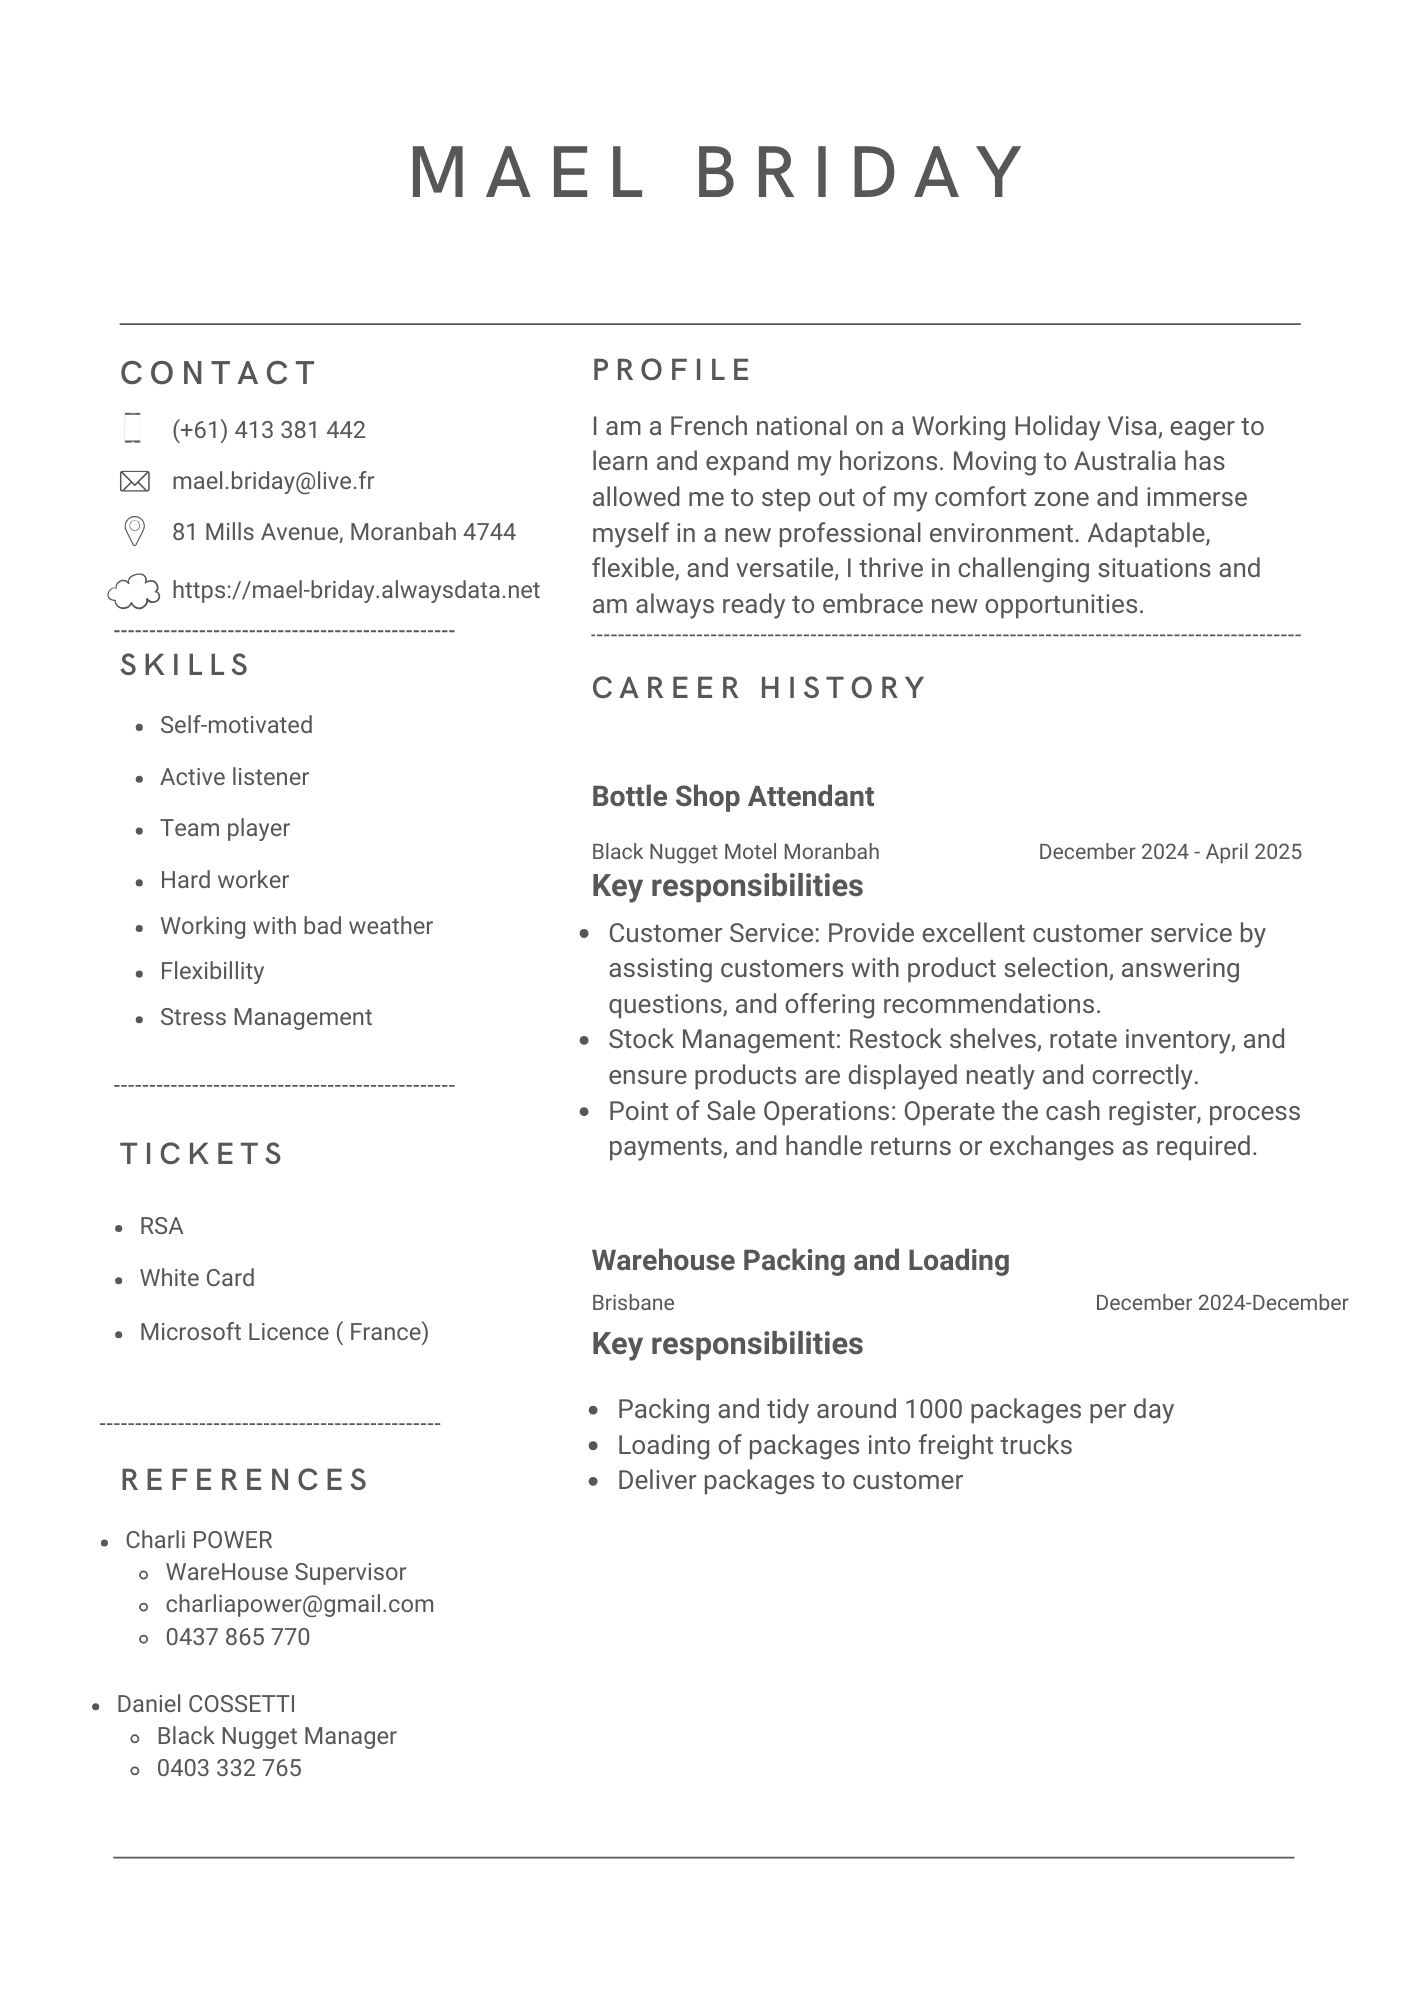 MAEL BRIDAY
CONTACT
(+61) 413 381 442
mael.briday@live.fr
81 Mills Avenue, Moranbah 4744
https://mael-briday.alwaysdata.net
------------------------------------------------
SKILLS
• Self-motivated
• Active listener
• Team player
• Hard worker
• Working with bad weather
• Flexibillity
• Stress Management
------------------------------------------------
TICKETS
• RSA
• White Card
• Microsoft Licence ( France)
------------------------------------------------
REFERENCES
• Charli POWER
◦ WareHouse Supervisor
◦ charliapower@gmail.com
◦ 0437 865 770
• Daniel COSSETTI
◦ Black Nugget Manager
◦ 0403 332 765
PROFILE
I am a French national on a Working Holiday Visa, eager to
learn and expand my horizons. Moving to Australia has
allowed me to step out of my comfort zone and immerse
myself in a new professional environment. Adaptable,
flexible, and versatile, I thrive in challenging situations and
am always ready to embrace new opportunities.
----------------------------------------------------------------------------------------------------
CAREER HISTORY
Bottle Shop Attendant
Black Nugget Motel Moranbah December 2024 - April 2025
Key responsibilities
• Customer Service: Provide excellent customer service by
assisting customers with product selection, answering
questions, and offering recommendations.
• Stock Management: Restock shelves, rotate inventory, and
ensure products are displayed neatly and correctly.
• Point of Sale Operations: Operate the cash register, process
payments, and handle returns or exchanges as required.
Warehouse Packing and Loading
Brisbane December 2024-December
Key responsibilities
• Packing and tidy around 1000 packages per day
• Loading of packages into freight trucks
• Deliver packages to customer